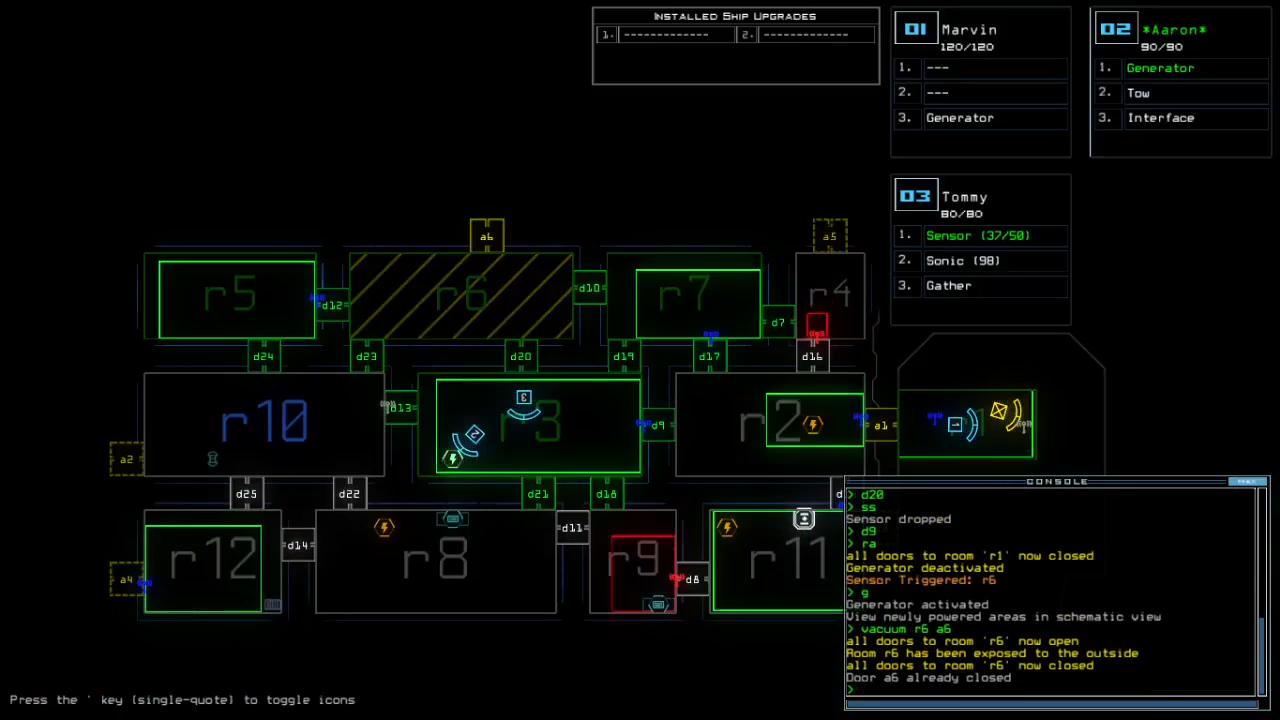 Installed Ship Upgrades
1. -------------
2. -------------
01 Marvin
120/120
1. ---
2. ---
3. Generator
02 *Aaron*
90/90
1. Generator
2. Tow
3. Interface
03 Tommy
80/80
1. Sensor (37/50)
2. Sonic (98)
3. Gather
a6
a5
r5
r6
r7
r4
d12
d10
d7
d24
d23
d20
d19
d17
d16
r10
d13
r3
3
2
d9
r2
a1
1
a2
d25
d22
d21
d18
r12
d14
r8
d11
r9
d8
r11
a4
CONSOLE
> d20
> ss
Sensor dropped
> d9
> ra
all doors to room 'r1' now closed
Generator deactivated
Sensor Triggered: r6
> g
Generator activated
View newly powered areas in schematic view
> vacuum r6 a6
all doors to room 'r6' now open
Room r6 has been exposed to the outside
all doors to room 'r6' now closed
Door a6 already closed
>
Press the ' key (single-quote) to toggle icons